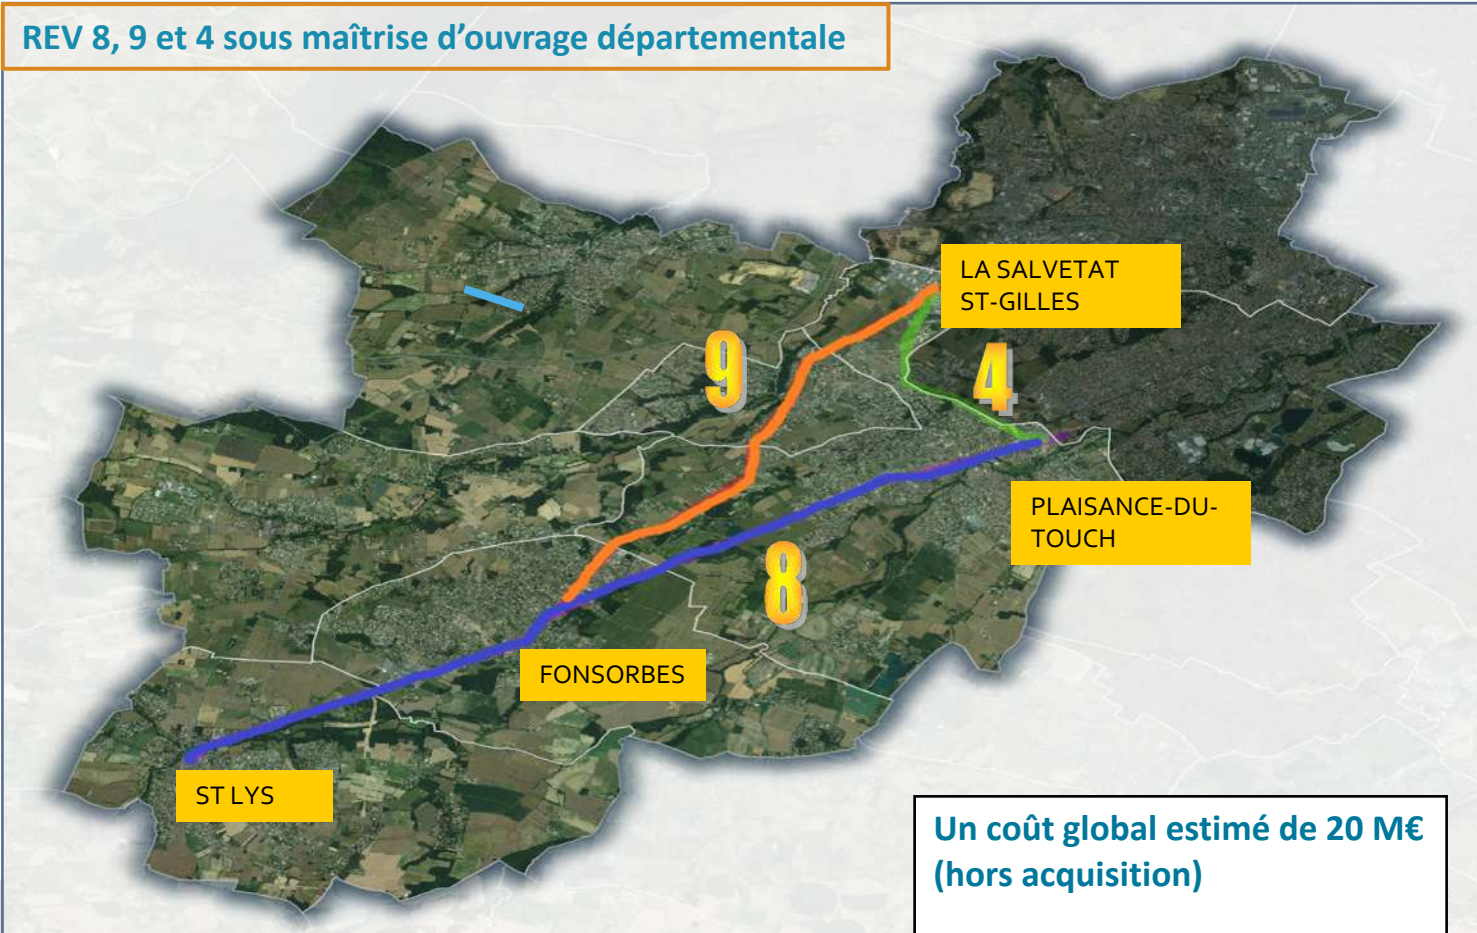 REV 8, 9 et 4 sous maîtrise d’ouvrage départementale
LA SALVETAT
ST-GILLES
9
4
PLAISANCE-DU-
TOUCH
8
FONSORBES
ST LYS
Un coût global estimé de 20 M€
(hors acquisition)